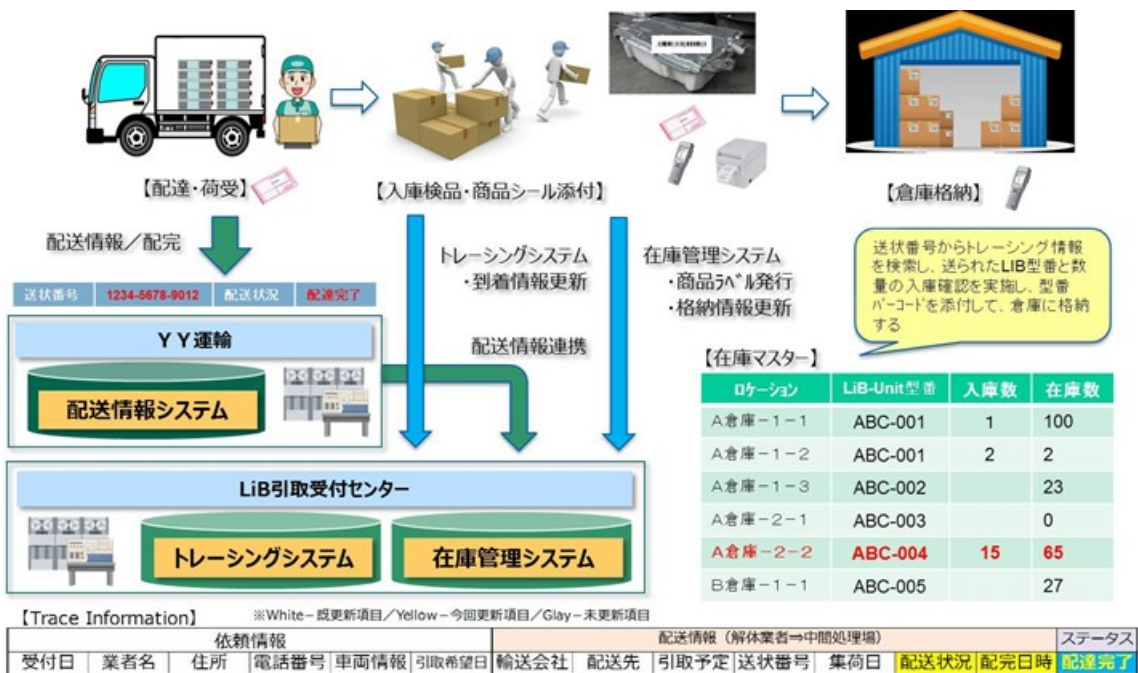 【配達・荷受】
【入庫検品・商品シール添付】
【倉庫格納】
配送情報／配完
トレーシングシステム
・到着情報更新
在庫管理システム
・商品ﾗﾍﾞﾙ発行
・格納情報更新
送状番号からトレーシング情報
を検索し、送られたLIB型番と数
量の入庫確認を実施し、型番
ﾊﾞｰｺｰﾄﾞを添付して、倉庫に格納
する
送状番号 1234-5678-9012 配送状況 配達完了
ＹＹ運輸
配送情報システム
配送情報連携
LiB引取受付センター
トレーシングシステム
在庫管理システム
【在庫マスター】
ﾛｹｰｼｮﾝ LiB-Unit型番 入庫数 在庫数
A倉庫－1－1 ABC-001 1 100
A倉庫－1－2 ABC-001 2 2
A倉庫－1－3 ABC-002 23
A倉庫－2－1 ABC-003 0
A倉庫－2－2 ABC-004 15 65
B倉庫－1－1 ABC-005 27
【Trace Information】 ※White－既更新項目／Yellow－今回更新項目／Glay－未更新項目
依頼情報 配送情報（解体業者⇒中間処理場） ステータス
受付日 業者名 住所 電話番号 車両情報 引取希望日 輸送会社 配送先 引取予定 送状番号 集荷日 配送状況 配完日時 配達完了